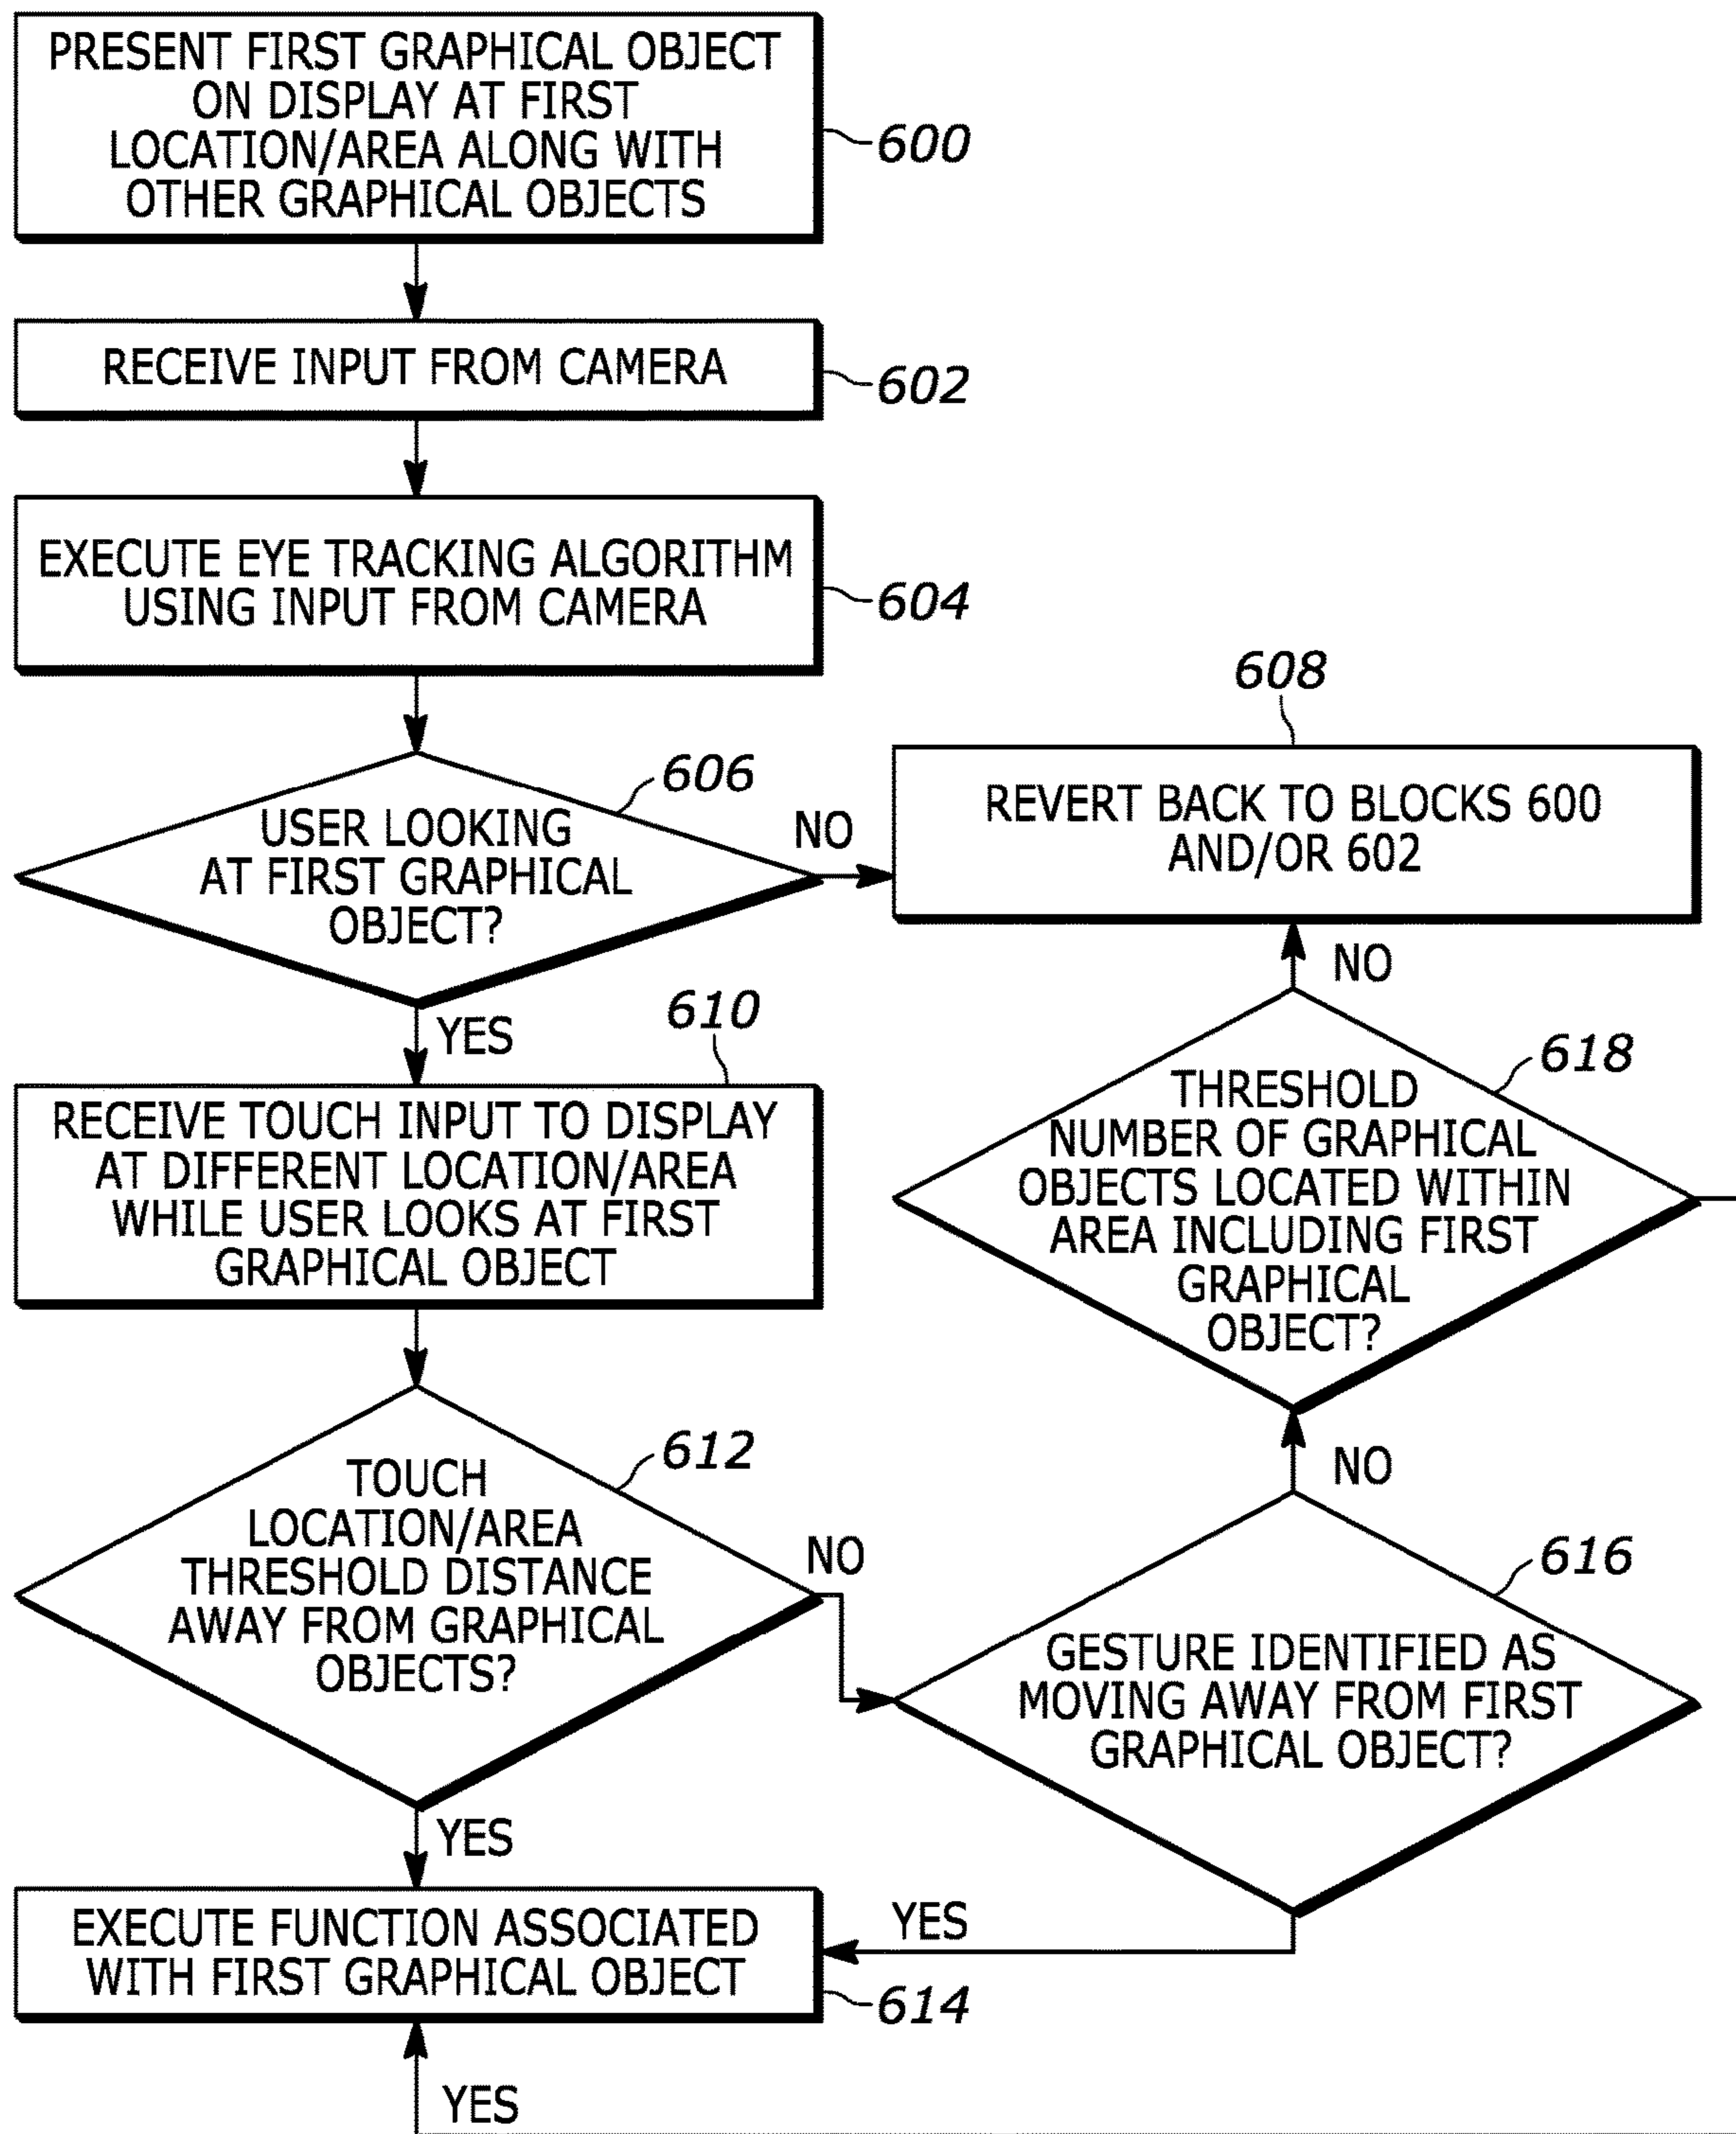 PRESENT FIRST GRAPHICAL OBJECT
ON DISPLAY AT FIRST
LOCATION/AREA ALONG WITH
OTHER GRAPHICAL OBJECTS
600
RECEIVE INPUT FROM CAMERA
602
EXECUTE EYE TRACKING ALGORITHM
USING INPUT FROM CAMERA
604
606
USER LOOKING
AT FIRST GRAPHICAL
OBJECT?
NO
YES
608
REVERT BACK TO BLOCKS 600
AND/OR 602
610
RECEIVE TOUCH INPUT TO DISPLAY
AT DIFFERENT LOCATION/AREA
WHILE USER LOOKS AT FIRST
GRAPHICAL OBJECT
612
TOUCH
LOCATION/AREA
THRESHOLD DISTANCE
AWAY FROM GRAPHICAL
OBJECTS?
NO
YES
NO
618
THRESHOLD
NUMBER OF GRAPHICAL
OBJECTS LOCATED WITHIN
AREA INCLUDING FIRST
GRAPHICAL
OBJECT?
NO
616
GESTURE IDENTIFIED AS
MOVING AWAY FROM FIRST
GRAPHICAL OBJECT?
YES
EXECUTE FUNCTION ASSOCIATED
WITH FIRST GRAPHICAL OBJECT
614
YES